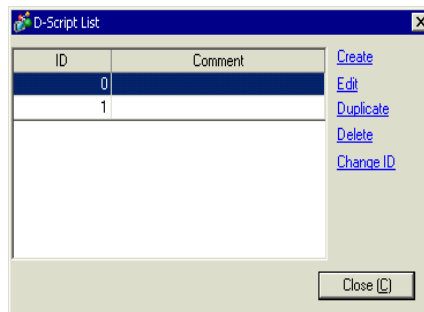 D-Script List
ID Comment
0
1
Create
Edit
Duplicate
Delete
Change ID
Close (C)